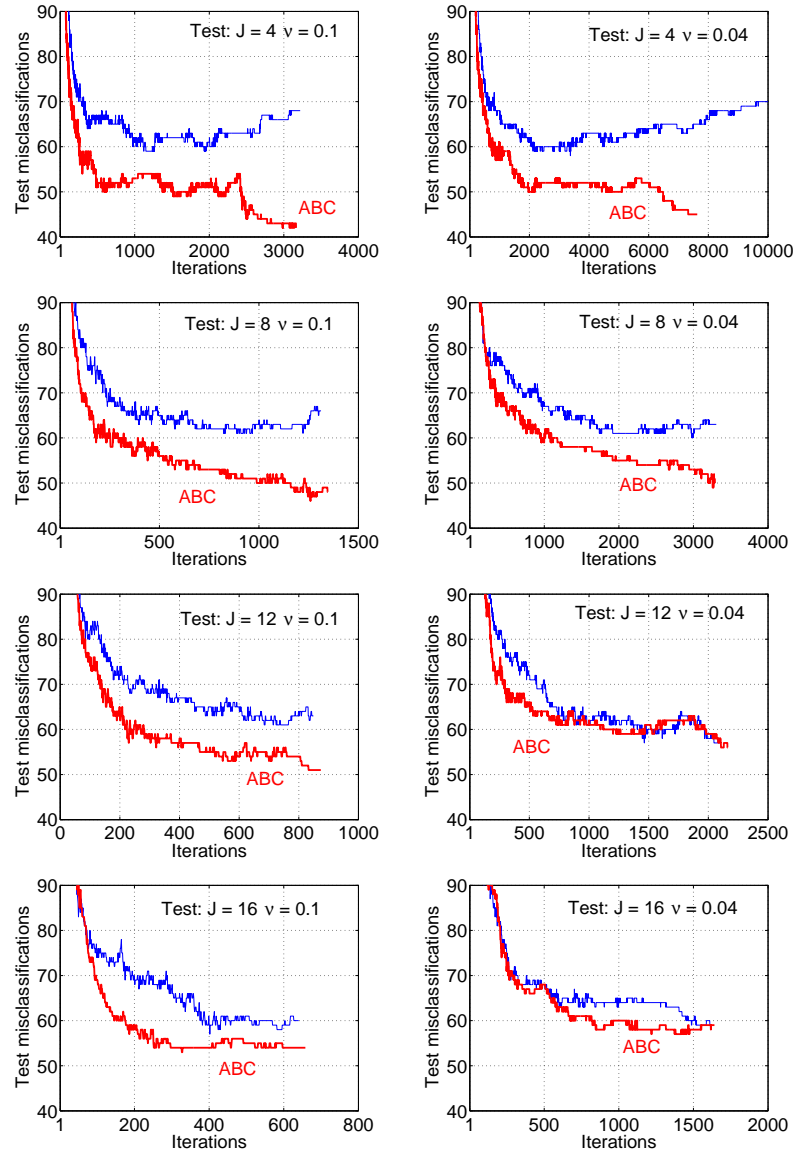 Test: J = 4 ν = 0.1
Test misclassifications
90
80
70
60
50
40
ABC
1 1000 2000 3000 4000
Iterations
Test: J = 4 ν = 0.04
Test misclassifications
90
80
70
60
50
40
ABC
1 2000 4000 6000 8000 10000
Iterations
Test: J = 8 ν = 0.1
Test misclassifications
90
80
70
60
50
40
ABC
1 500 1000 1500
Iterations
Test: J = 8 ν = 0.04
Test misclassifications
90
80
70
60
50
40
ABC
1 1000 2000 3000 4000
Iterations
Test: J = 12 ν = 0.1
Test misclassifications
90
80
70
60
50
40
ABC
0 200 400 600 800 1000
Iterations
Test: J = 12 ν = 0.04
Test misclassifications
90
80
70
60
50
40
ABC
1 500 1000 1500 2000 2500
Iterations
Test: J = 16 ν = 0.1
Test misclassifications
90
80
70
60
50
40
ABC
1 200 400 600 800
Iterations
Test: J = 16 ν = 0.04
Test misclassifications
90
80
70
60
50
40
ABC
1 500 1000 1500 2000
Iterations